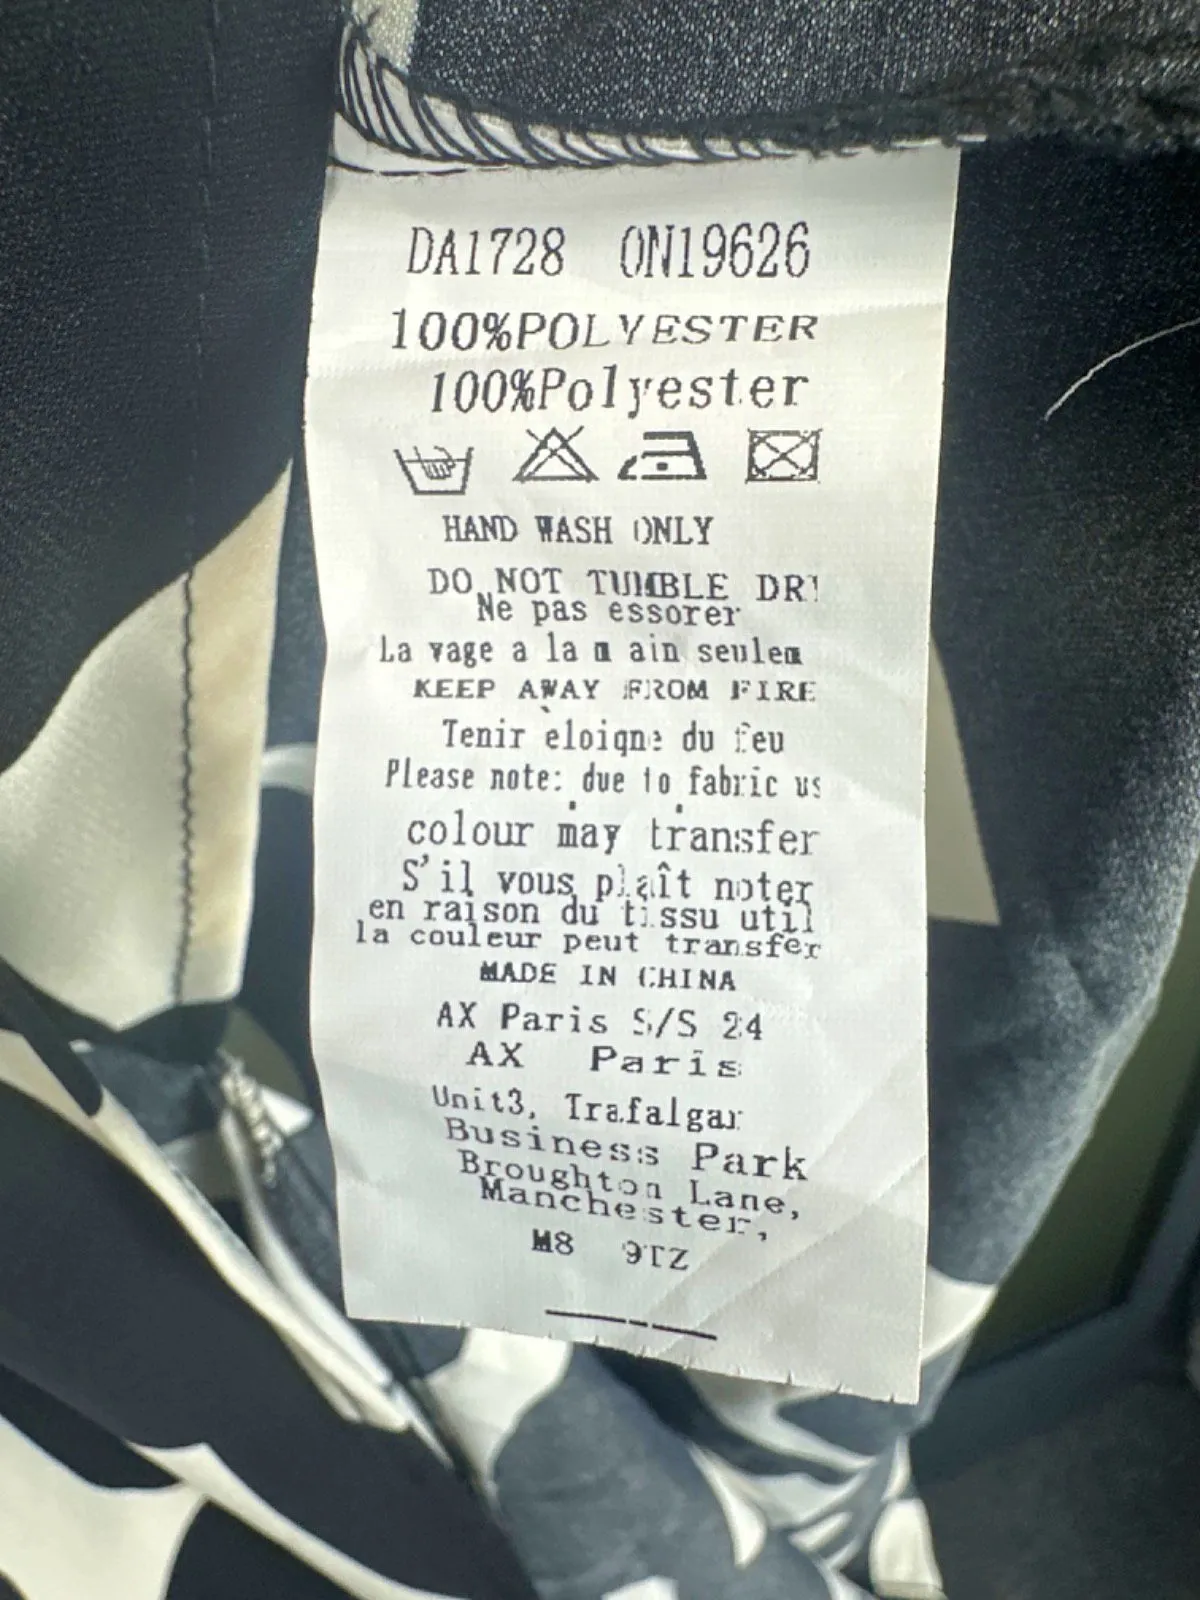 DA1728 ON19626
100%POLYESTER
100%Polyester
HAND WASH ONLY
DO NOT TUMBLE DRY
Ne pas essorer
La vage a la m ain seulem
KEEP AWAY FROM FIRE
Tenir èloigne du feu
Please note: due to fabric us
colour may transfer
S'il vous plaît noter
en raison du tissu util
la couleur peut transfer
MADE IN CHINA
AX Paris S/S 24
AX Paris
Unit3, Trafalgar
Business Park
Broughton Lane,
Manchester,
M8 9TZ